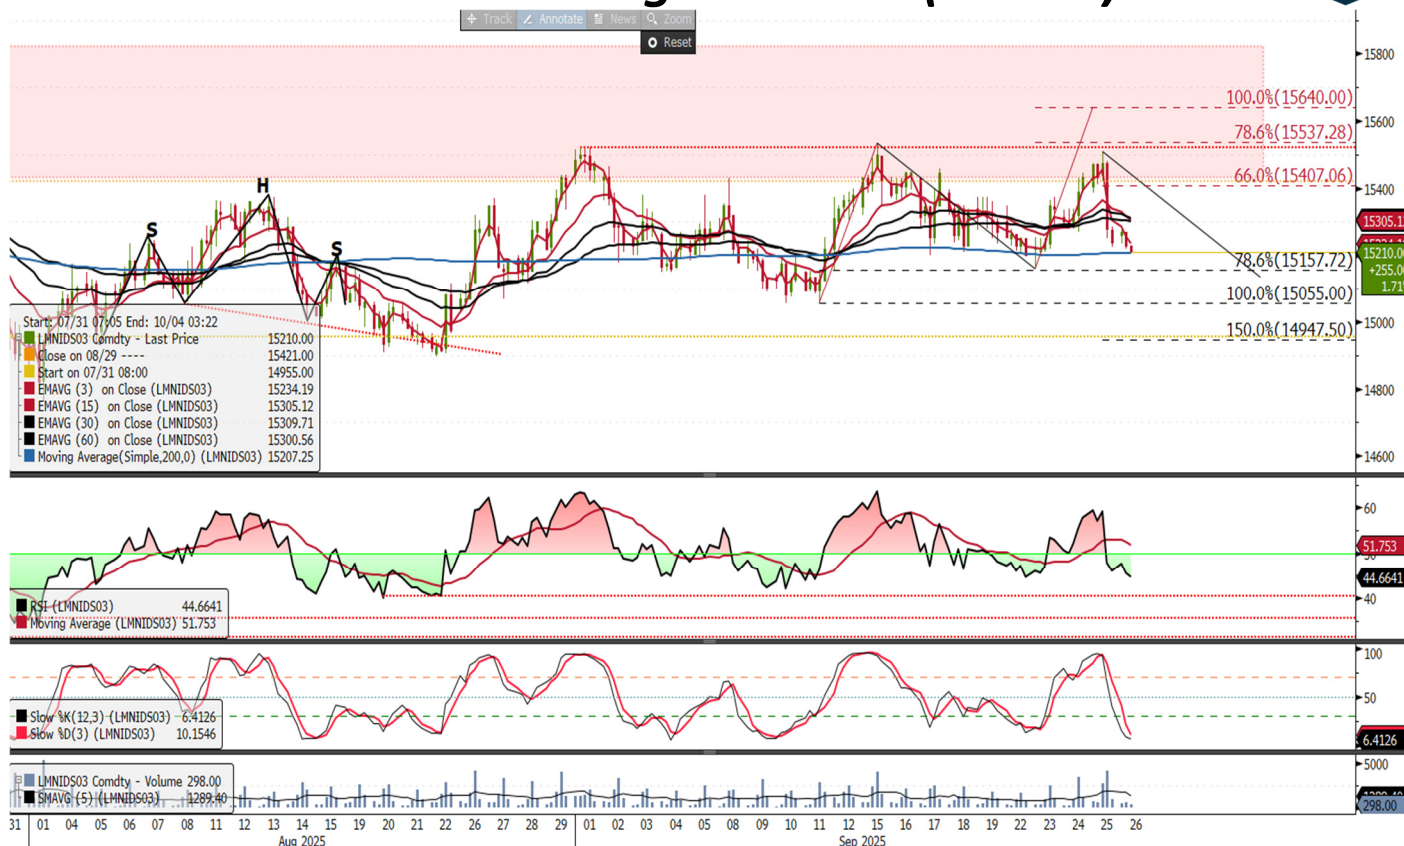 Track Annotate News Zoom
Reset
15800
100.0%(15640.00)
15600
78.6%(15537.28)
66.0%(15407.06)
15400
H
S
S
15305.12
15210.00
+255.00
1.71%
78.6%(15157.72)
100.0%(15055.00)
15000
150.0%(14947.50)
14800
14600
Start: 07/31 07:05 End: 10/04 03:22
LMNIDS03 Comdty - Last Price 15210.00
Close on 08/29 ---- 15421.00
Start on 07/31 08:00 14955.00
EMAVG (3) on Close (LMNIDS03) 15234.19
EMAVG (15) on Close (LMNIDS03) 15305.12
EMAVG (30) on Close (LMNIDS03) 15309.71
EMAVG (60) on Close (LMNIDS03) 15300.56
Moving Average(Simple,200,0) (LMNIDS03) 15207.25
60
51.753
44.6641
40
RSI (LMNIDS03) 44.6641
Moving Average (LMNIDS03) 51.753
100
50
6.4126
Slow %K(12,3) (LMNIDS03) 6.4126
Slow %D(3) (LMNIDS03) 10.1546
5000
298.00
LMNIDS03 Comdty - Volume 298.00
SMAVG (5) (LMNIDS03) 1289.40
31 01 04 05 06 07 08 11 12 13 14 15 18 19 20 21 22 26 27 28 29 01 02 03 04 05 08 09 10 11 12 15 16 17 18 19 22 23 24 25 26
Aug 2025 Sep 2025